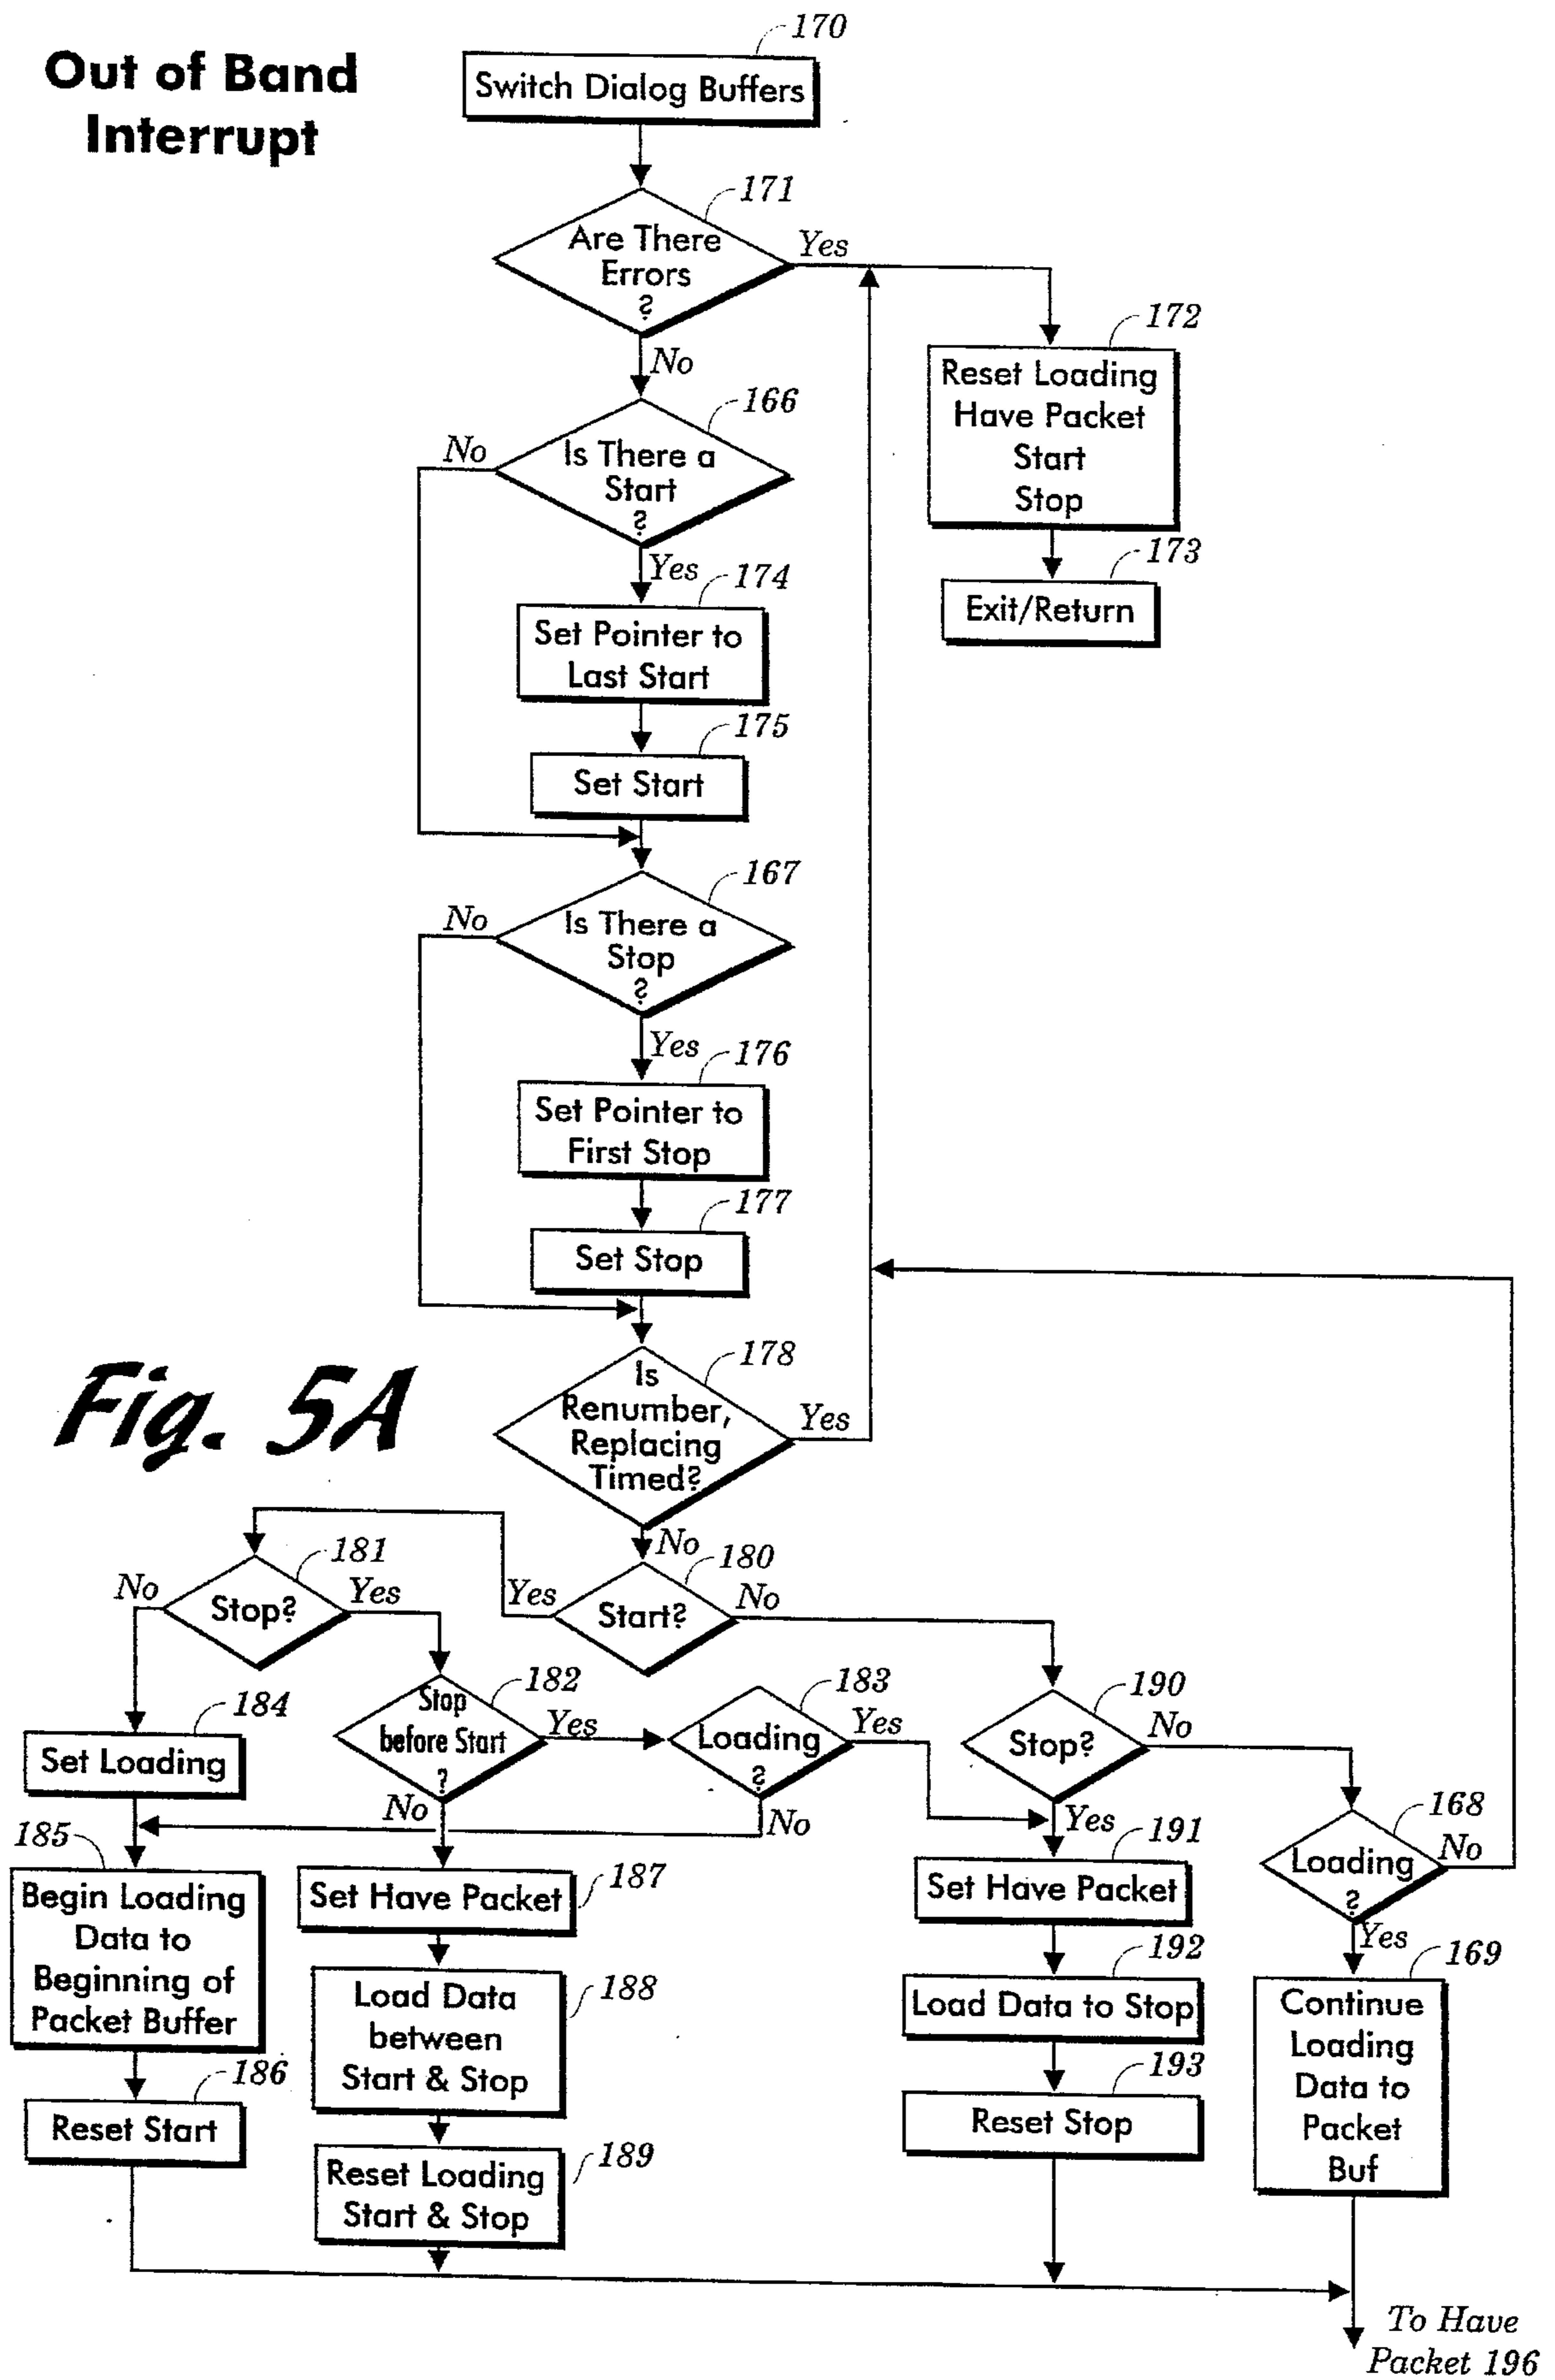 Out of Band
Interrupt
170
Switch Dialog Buffers
171
Are There
Errors
?
Yes
No
172
Reset Loading
Have Packet
Start
Stop
173
Exit/Return
166
Is There a
Start
?
No
Yes
174
Set Pointer to
Last Start
175
Set Start
167
Is There a
Stop
?
No
Yes
176
Set Pointer to
First Stop
177
Set Stop
178
Is
Renumber,
Replacing
Timed?
Yes
No
Fig. 5A
180
Start?
Yes
No
181
Stop?
No
Yes
182
Stop
before Start
?
Yes
No
183
Loading
?
Yes
No
190
Stop?
No
Yes
168
Loading
?
No
Yes
184
Set Loading
185
Begin Loading
Data to
Beginning of
Packet Buffer
186
Reset Start
187
Set Have Packet
188
Load Data
between
Start & Stop
189
Reset Loading
Start & Stop
191
Set Have Packet
192
Load Data to Stop
193
Reset Stop
169
Continue
Loading
Data to
Packet
Buf
To Have
Packet 196